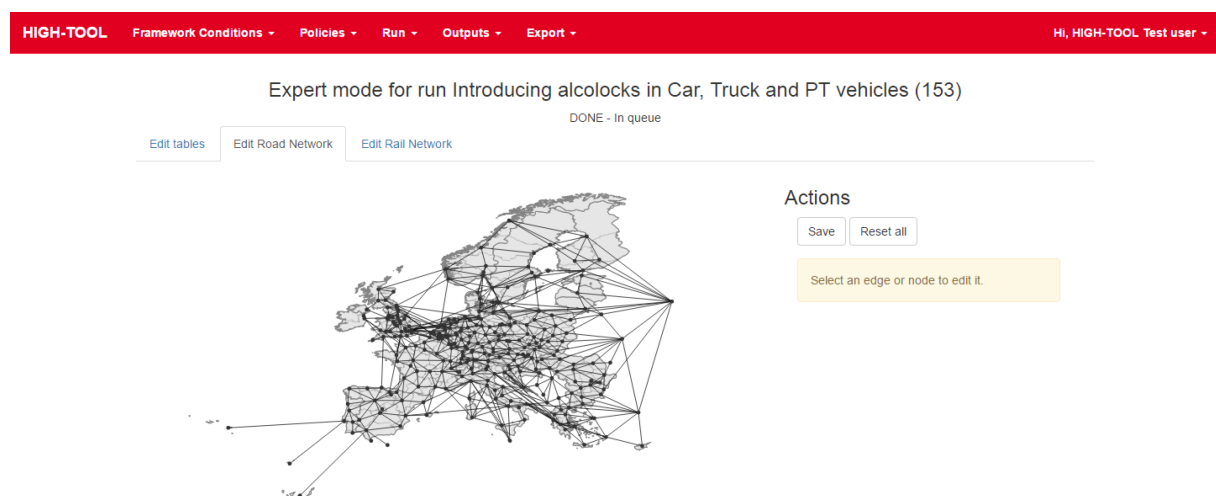 HIGH-TOOL Framework Conditions Policies Run Outputs Export Hi, HIGH-TOOL Test user
Expert mode for run Introducing alcolocks in Car, Truck and PT vehicles (153)
DONE - In queue
Edit tables Edit Road Network Edit Rail Network
Actions
Save Reset all
Select an edge or node to edit it.